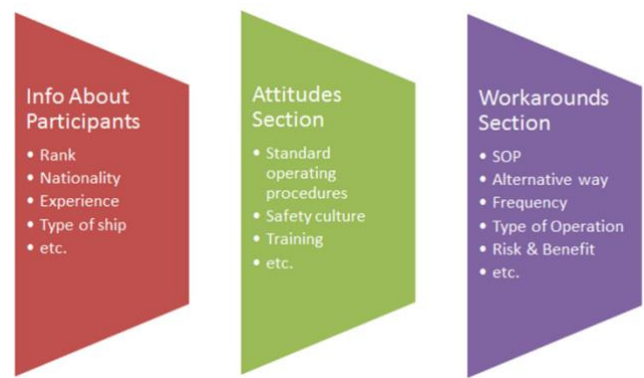 Info About
Participants
• Rank
• Nationality
• Experience
• Type of ship
• etc.
Attitudes
Section
• Standard
operating
procedures
• Safety culture
• Training
• etc.
Workarounds
Section
• SOP
• Alternative way
• Frequency
• Type of Operation
• Risk & Benefit
• etc.